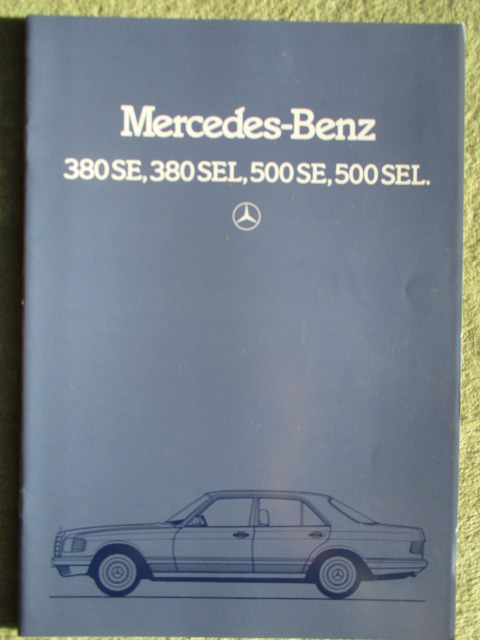 Mercedes-Benz
380 SE, 380 SEL, 500 SE, 500 SEL.